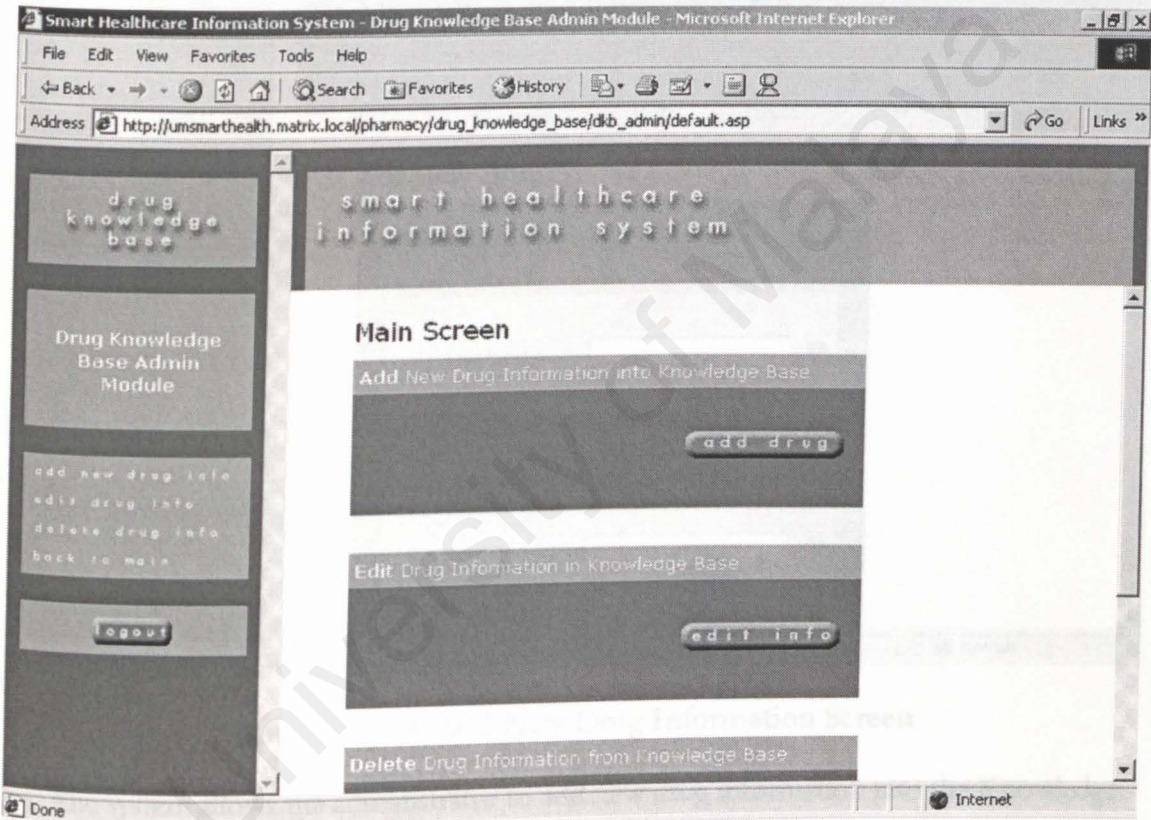 Smart Healthcare Information System - Drug Knowledge Base Admin Module - Microsoft Internet Explorer
File Edit View Favorites Tools Help
Back Search Favorites History
Address http://umsmarthealth.matrix.local/pharmacy/drug_knowledge_base/dkb_admin/default.asp Go Links »
drug
knowledge
base
smart healthcare
information system
Drug Knowledge
Base Admin
Module
add new drug info
edit drug info
delete drug info
back to main
logout
Main Screen
Add New Drug Information into Knowledge Base
add drug
Edit Drug Information in Knowledge Base
edit info
Delete Drug Information from Knowledge Base
Done Internet
University of Malaya